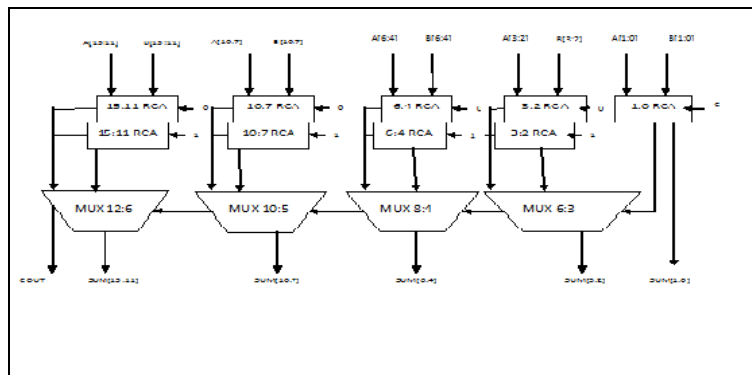 A[15:11] B[15:11] A[10:7] B[10:7] A[6:4] B[6:4] A[3:2] B[3:2] A[1:0] B[1:0]
15:11 RCA 0 10:7 RCA 0 6:4 RCA 3:2 RCA 0 1:0 RCA
15:11 RCA 1 10:7 RCA 1 6:4 RCA 1 3:2 RCA 1
MUX 12:6 MUX 10:5 MUX 8:4 MUX 6:3
COUT SUM[15:11] SUM[10:7] SUM[6:4] SUM[3:2] SUM[1:0]